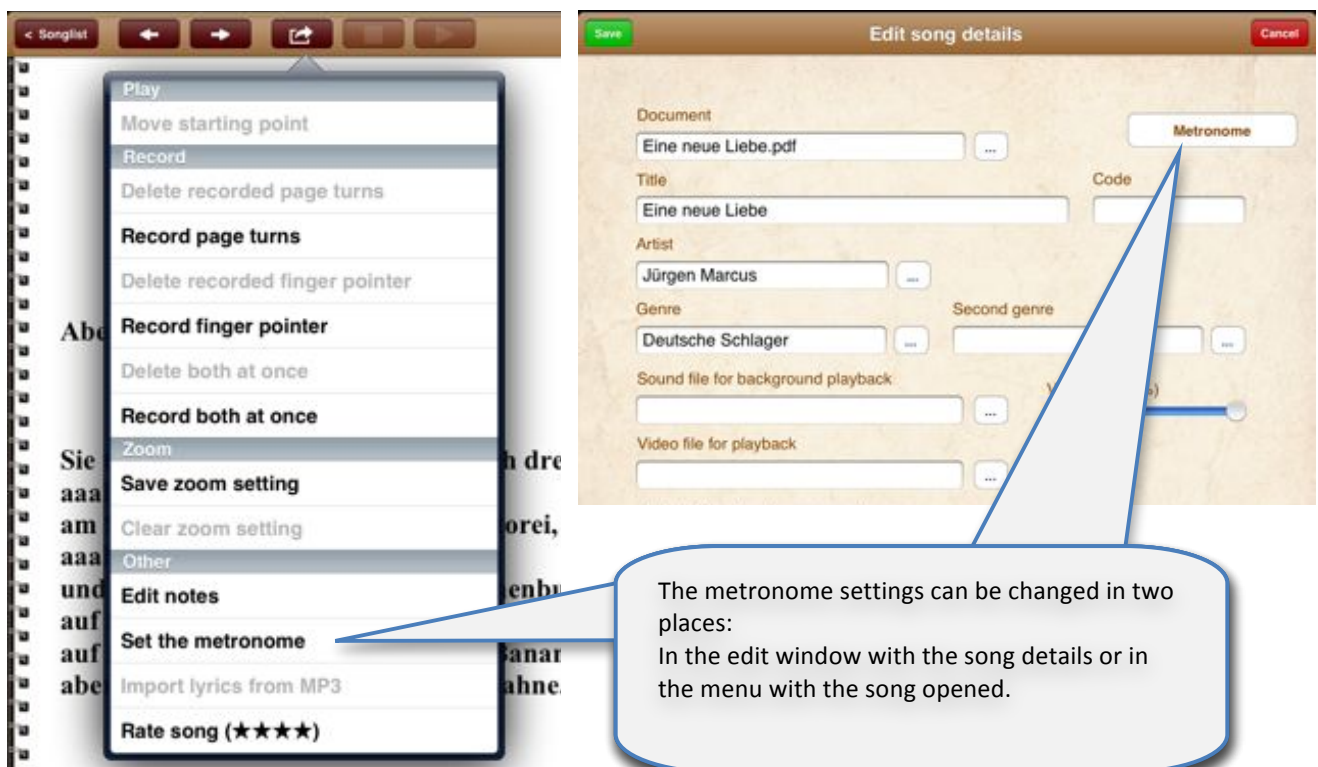 < Songlist
Play
Move starting point
Record
Delete recorded page turns
Record page turns
Delete recorded finger pointer
Record finger pointer
Delete both at once
Record both at once
Zoom
Save zoom setting
Clear zoom setting
Other
Edit notes
Set the metronome
Import lyrics from MP3
Rate song (★★★★)
Sie
aaa
am
orei,
aaa
und
auf
auf
Save
Edit song details
Cancel
Document
Metronome
Eine neue Liebe.pdf
...
Title
Code
Eine neue Liebe
Artist
Jürgen Marcus
...
Genre
Second genre
Deutsche Schlager
...
...
Sound file for background playback
...
Video file for playback
...
The metronome settings can be changed in two
places:
In the edit window with the song details or in
the menu with the song opened.